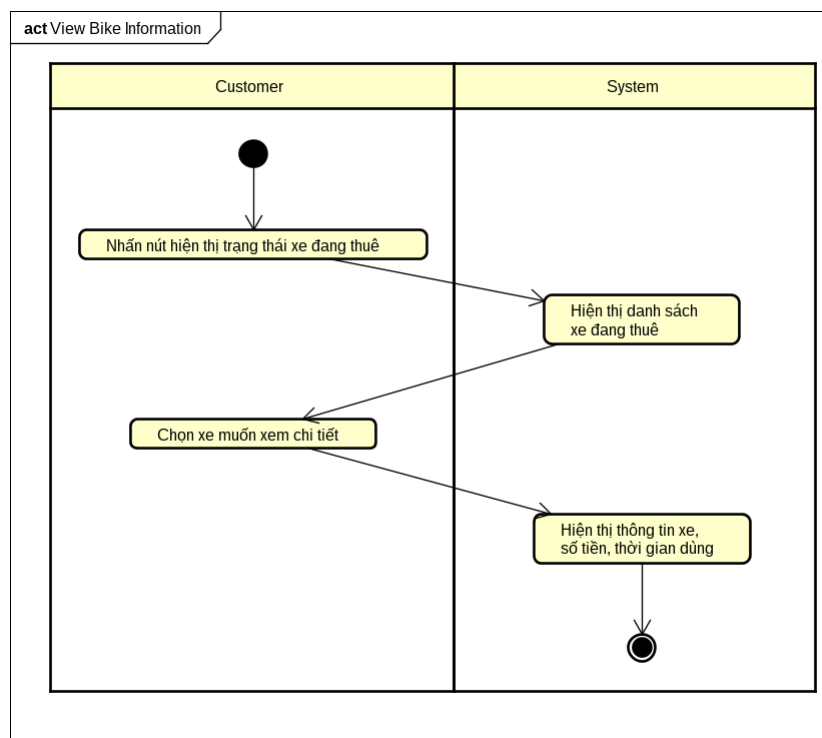 act View Bike Information
Customer
System
Nhấn nút hiện thị trạng thái xe đang thuê
Hiện thị danh sách
xe đang thuê
Chọn xe muốn xem chi tiết
Hiện thị thông tin xe,
số tiền, thời gian dùng